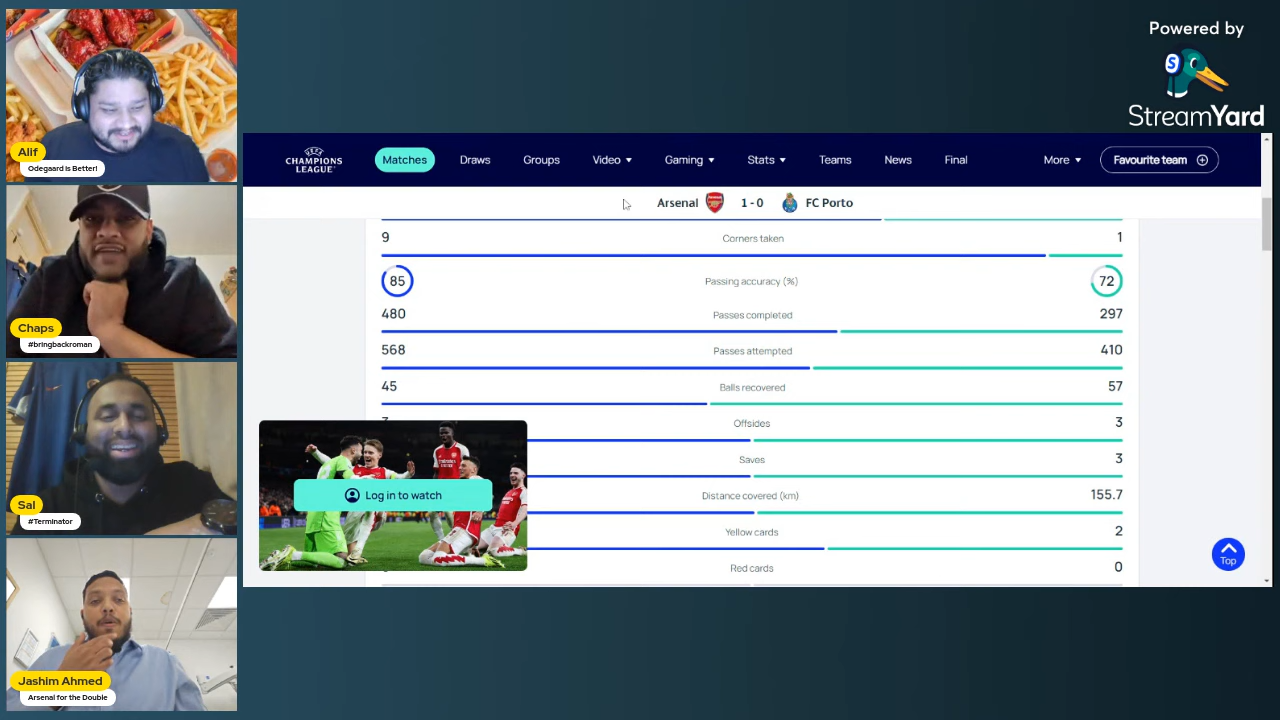 Powered by
StreamYard
Alif
Odegaard is Better!
Chaps
#bringbackroman
Sal
#Terminator
Jashim Ahmed
Arsenal for the Double
UEFA
CHAMPIONS
LEAGUE
Matches
Draws
Groups
Video
Gaming
Stats
Teams
News
Final
More
Favourite team
Arsenal 1 - 0 FC Porto
9 Corners taken 1
85 Passing accuracy (%) 72
480 Passes completed 297
568 Passes attempted 410
45 Balls recovered 57
Offsides 3
Saves 3
Distance covered (km) 155.7
Yellow cards 2
Red cards 0
Log in to watch
Top